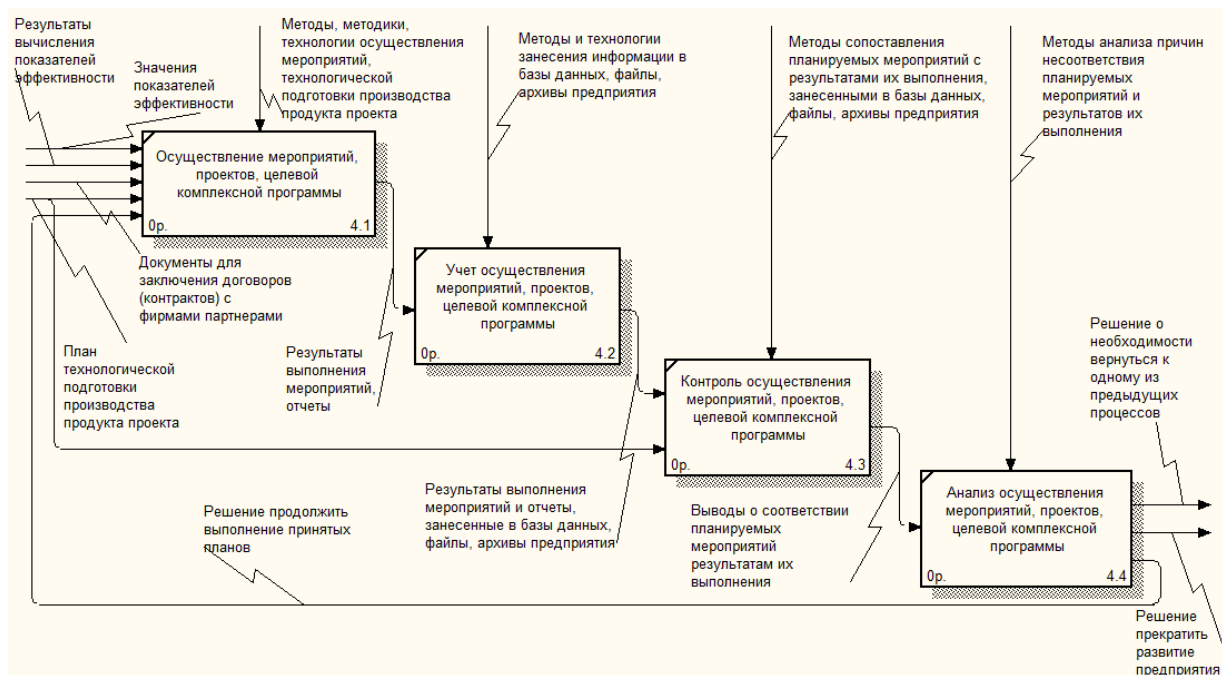 Результаты
вычисления
показателей
эффективности
Значения
показателей
эффективности
Методы, методики,
технологии осуществления
мероприятий,
технологической
подготовки производства
продукта проекта
Методы и технологии
занесения информации в
базы данных, файлы,
архивы предприятия
Методы сопоставления
планируемых мероприятий с
результатами их выполнения,
занесенными в базы данных,
файлы, архивы предприятия
Методы анализа причин
несоответствия
планируемых
мероприятий и
результатов их
выполнения
Осуществление мероприятий,
проектов, целевой
комплексной программы
0р. 4.1
Документы для
заключения договоров
(контрактов) с
фирмами партнерами
Учет осуществления
мероприятий, проектов,
целевой комплексной
программы
0р. 4.2
План
технологической
подготовки
производства
продукта проекта
Результаты
выполнения
мероприятий,
отчеты
Контроль осуществления
мероприятий, проектов,
целевой комплексной
программы
0р. 4.3
Решение о
необходимости
вернуться к
одному из
предыдущих
процессов
Решение продолжить
выполнение принятых
планов
Результаты выполнения
мероприятий и отчеты,
занесенные в базы данных,
файлы, архивы предприятия
Выводы о соответствии
планируемых
мероприятий
результатам их
выполнения
Анализ осуществления
мероприятий, проектов,
целевой комплексной
программы
0р. 4.4
Решение
прекратить
развитие
предприятия